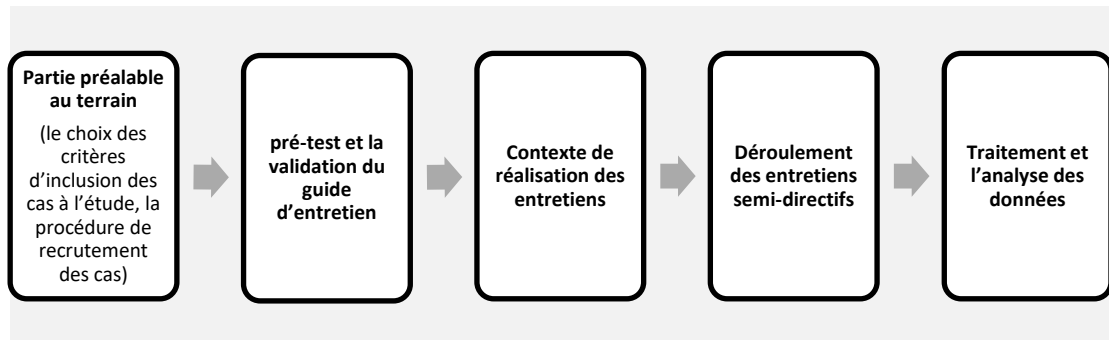 Partie préalable
au terrain
(le choix des
critères
d’inclusion des
cas à l’étude, la
procédure de
recrutement
des cas)
pré-test et la
validation du
guide
d’entretien
Contexte de
réalisation des
entretiens
Déroulement
des entretiens
semi-directifs
Traitement et
l’analyse des
données